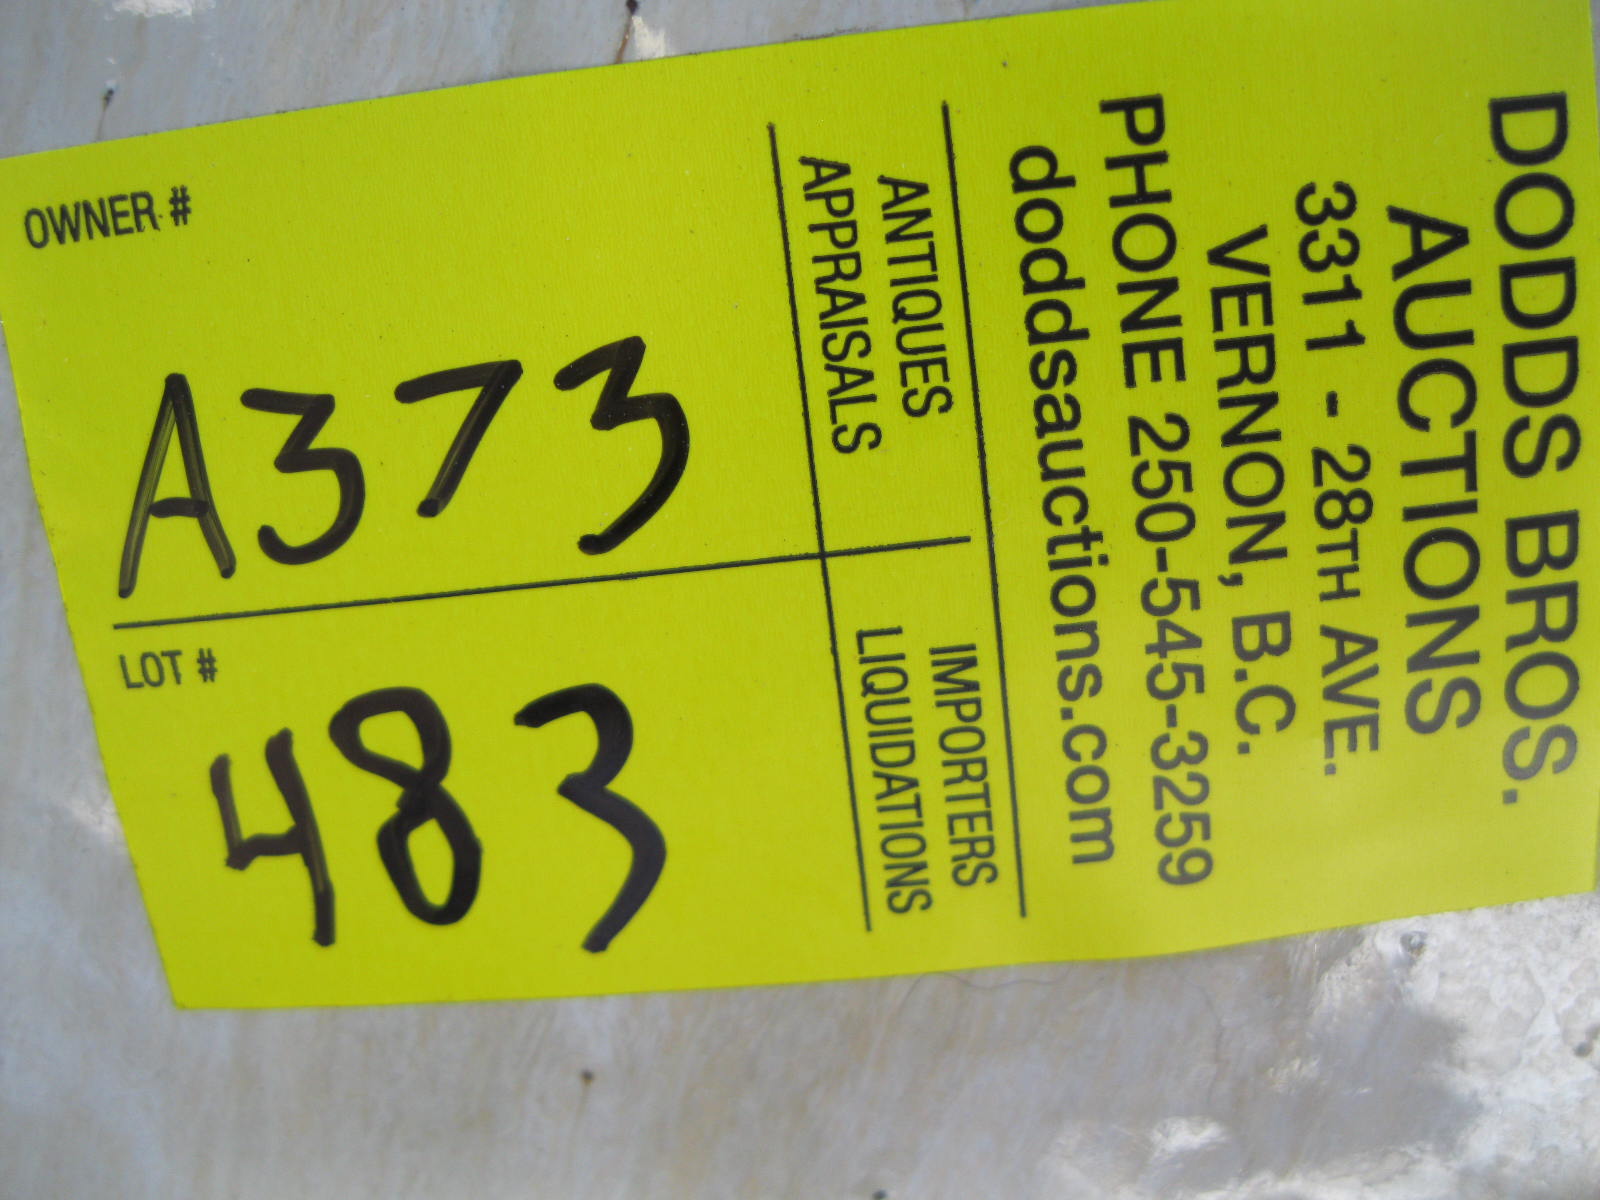 DODDS BROS.
AUCTIONS
3311 - 28TH AVE.
VERNON, B.C.
PHONE 250-545-3259
doddsauctions.com
ANTIQUES
APPRAISALS
IMPORTERS
LIQUIDATIONS
OWNER #
A373
LOT #
483